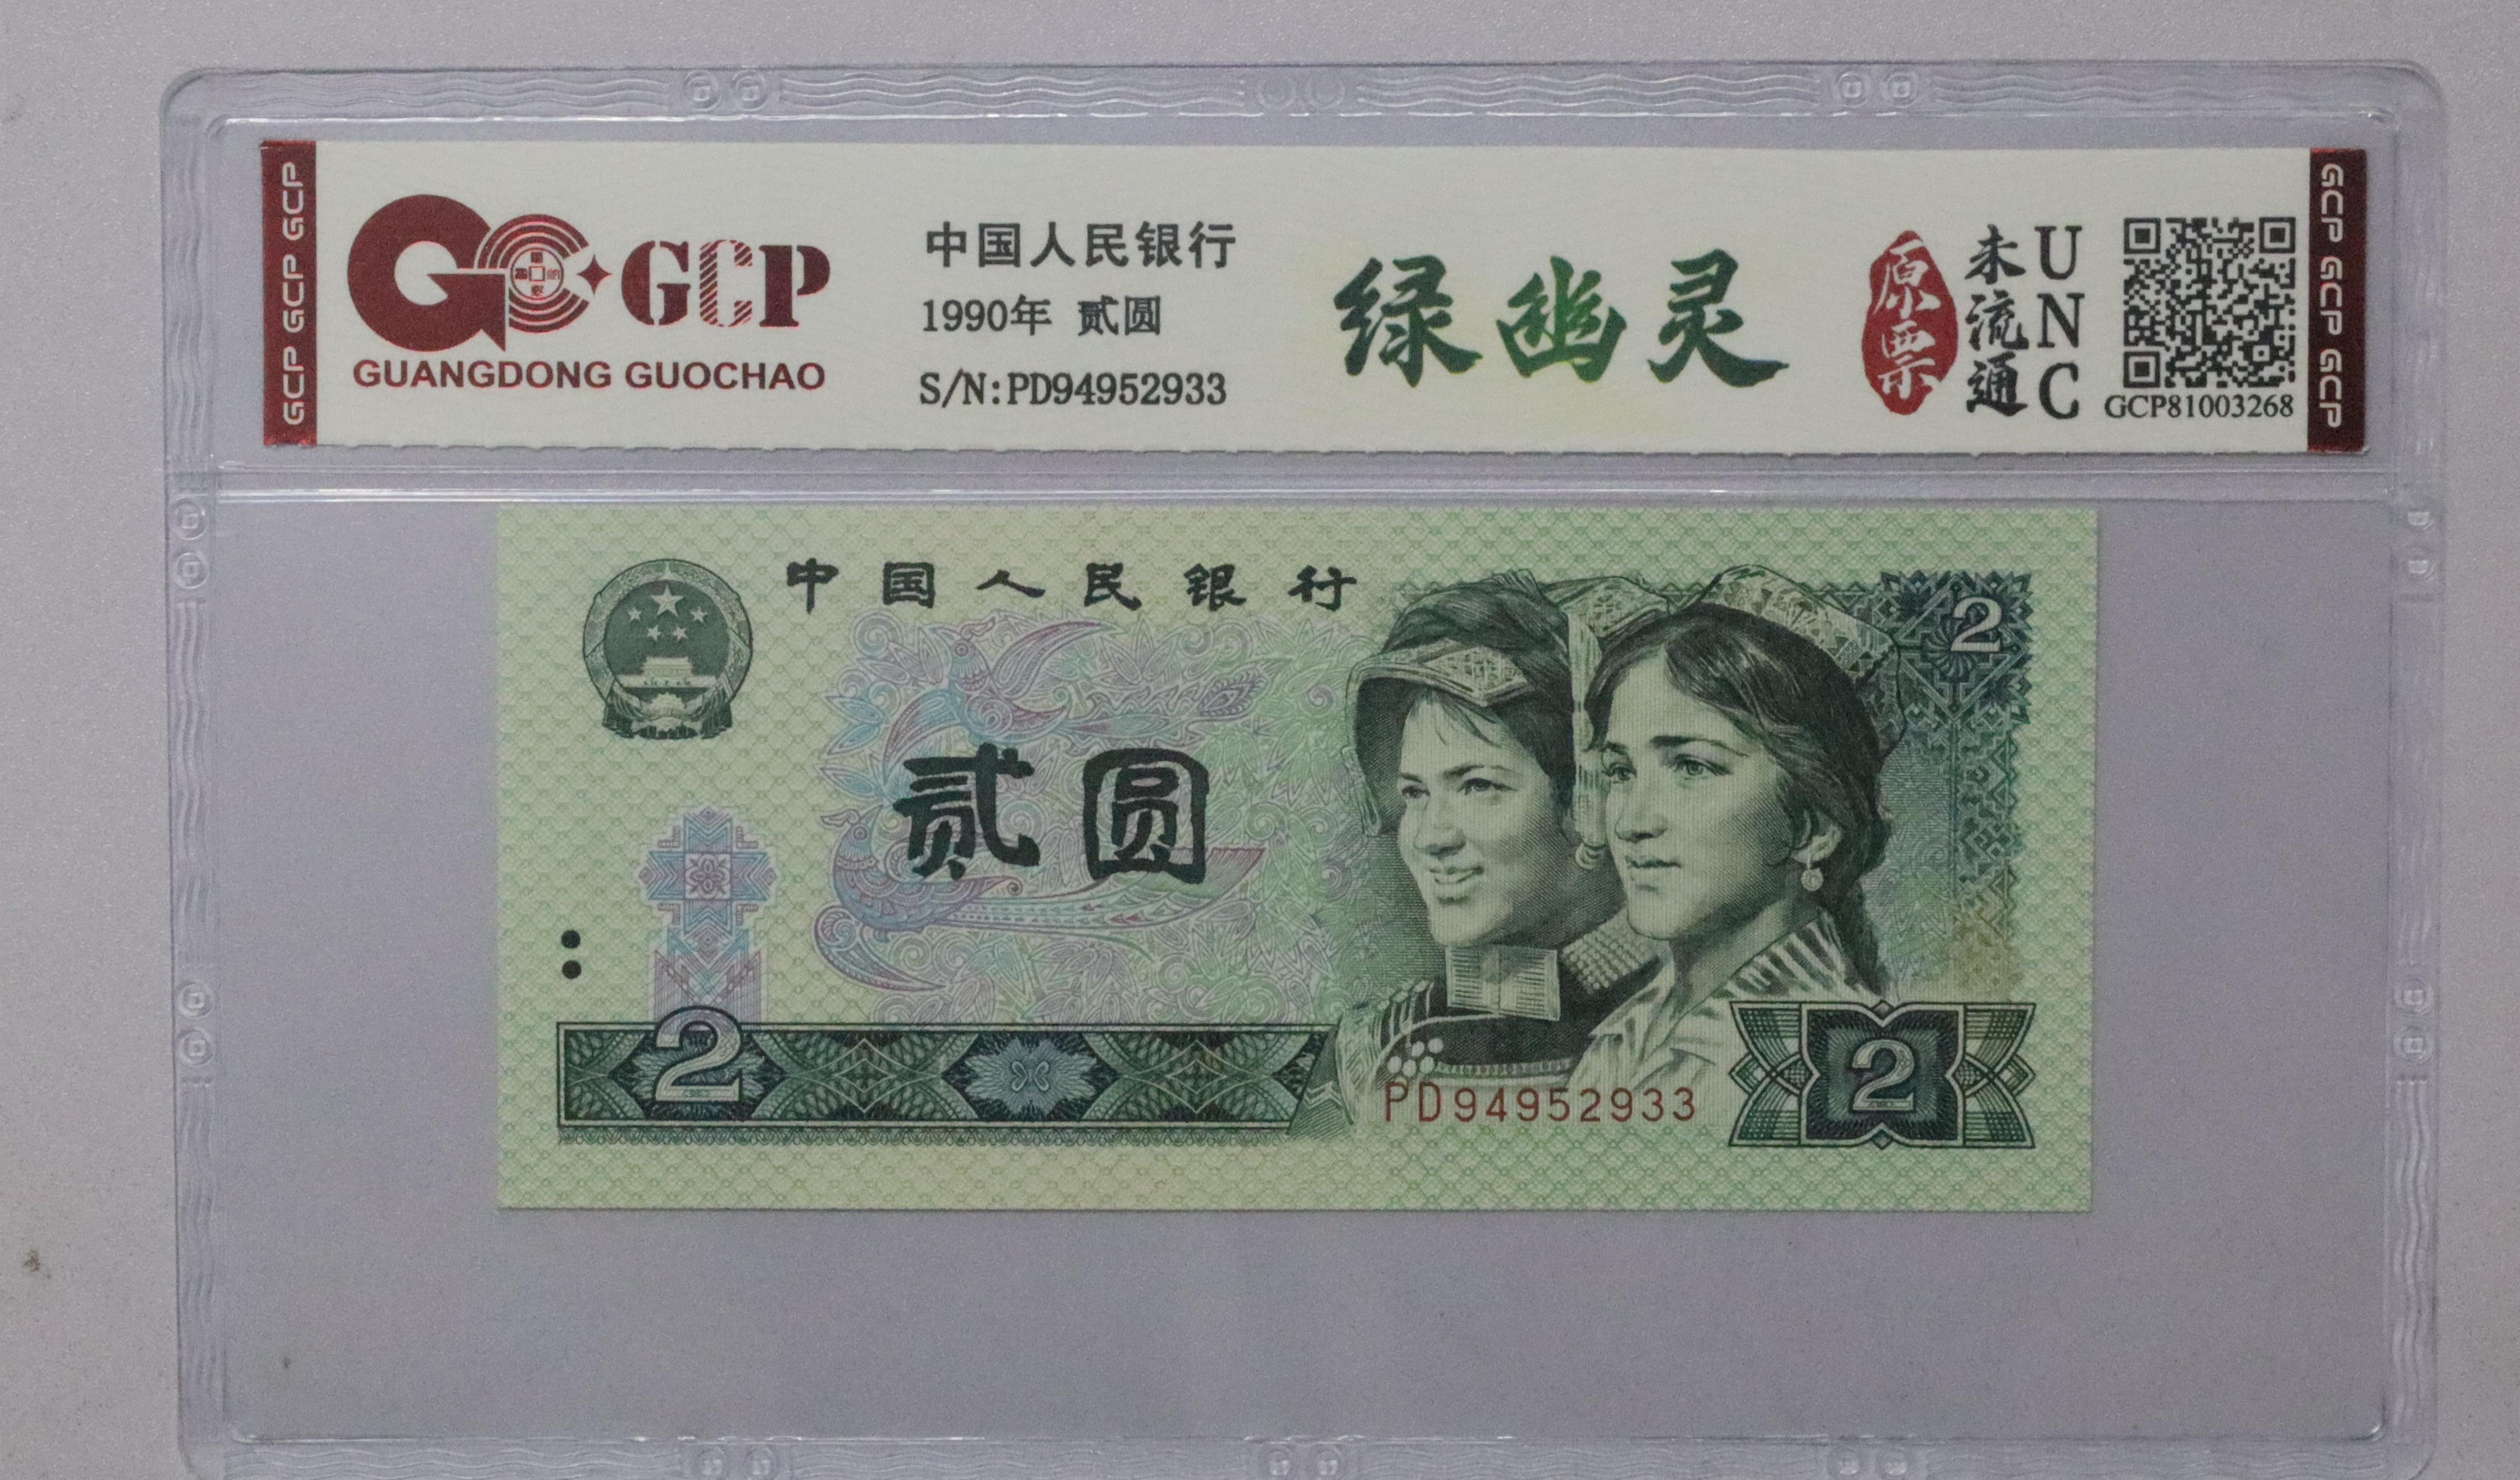 GCP GCP GCP
GCP
GUANGDONG GUOCHAO
中国人民银行
1990年 贰圆
S/N:PD94952933
绿幽灵
原票
未流通
UNC
GCP81003268
GCP GCP GCP
中国人民银行
2
贰圆
2
PD94952933
2